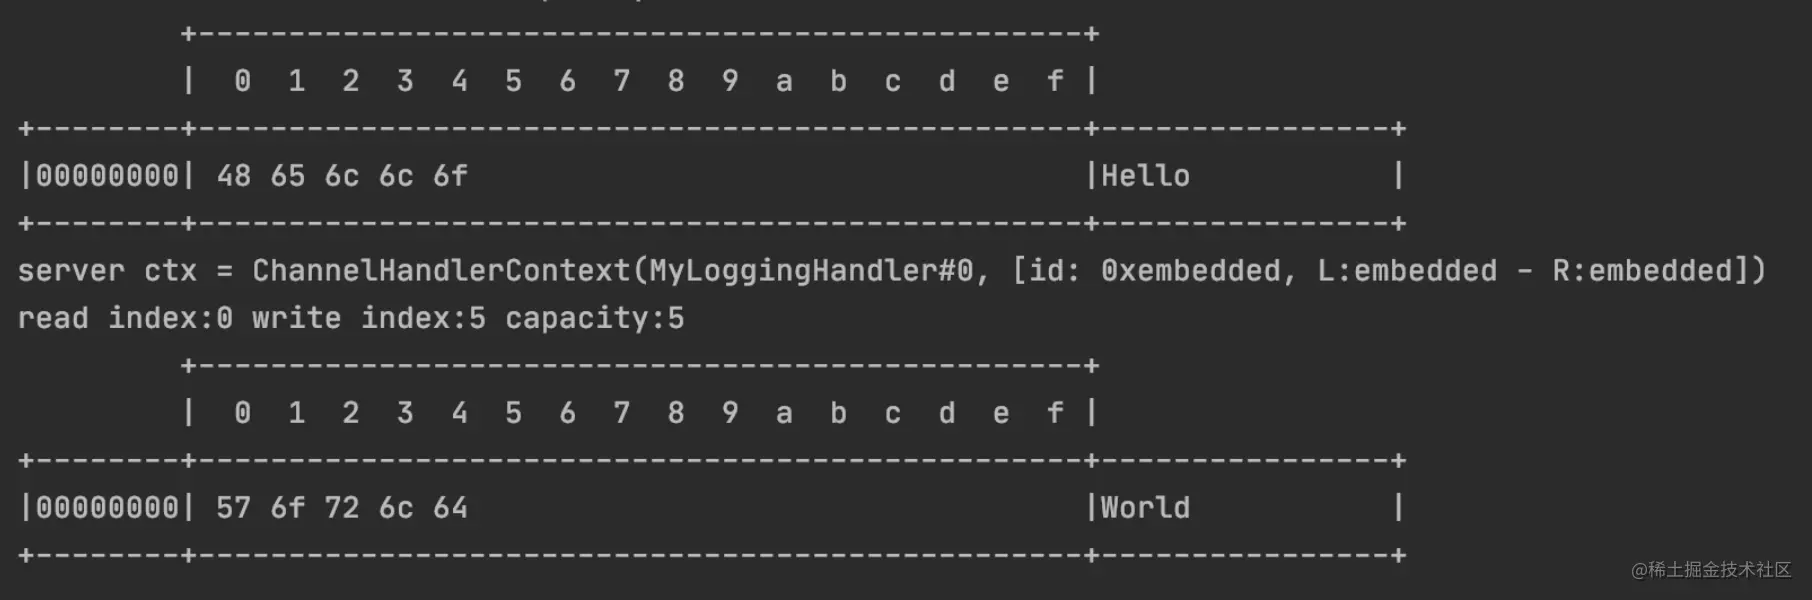 +-------------------------------------------------+
         |  0  1  2  3  4  5  6  7  8  9  a  b  c  d  e  f |
+--------+-------------------------------------------------+----------------+
|00000000| 48 65 6c 6c 6f                                  |Hello           |
+--------+-------------------------------------------------+----------------+
server ctx = ChannelHandlerContext(MyLoggingHandler#0, [id: 0xembedded, L:embedded - R:embedded])
read index:0 write index:5 capacity:5
         +-------------------------------------------------+
         |  0  1  2  3  4  5  6  7  8  9  a  b  c  d  e  f |
+--------+-------------------------------------------------+----------------+
|00000000| 57 6f 72 6c 64                                  |World           |
+--------+-------------------------------------------------+----------------+
@稀土掘金技术社区